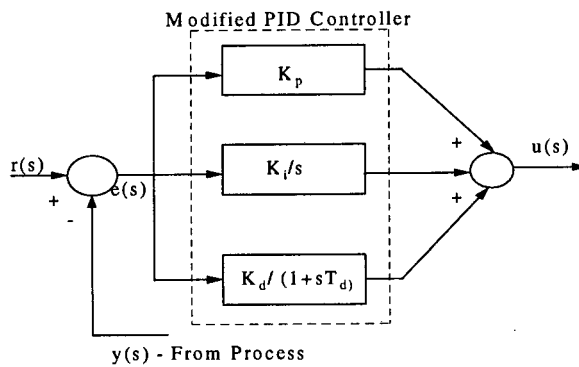 Modified PID Controller
K_p
+
r(s)
e(s)
K_i/s
u(s)
+
-
+
K_d/ (1+sT_d)
y(s) - From Process